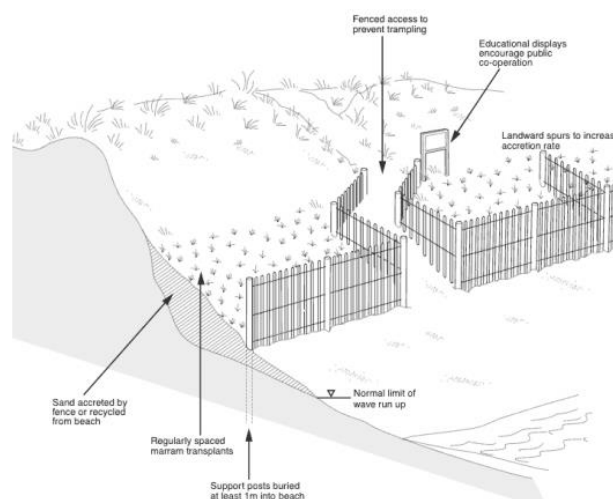 Fenced access to
prevent trampling
Educational displays
encourage public
co-operation
Landward spurs to increas
accretion rate
Normal limit of
wave run up
Sand accreted by
fence or recycled
from beach
Regularly spaced
marram transplants
Support posts buried
at least 1m into beach